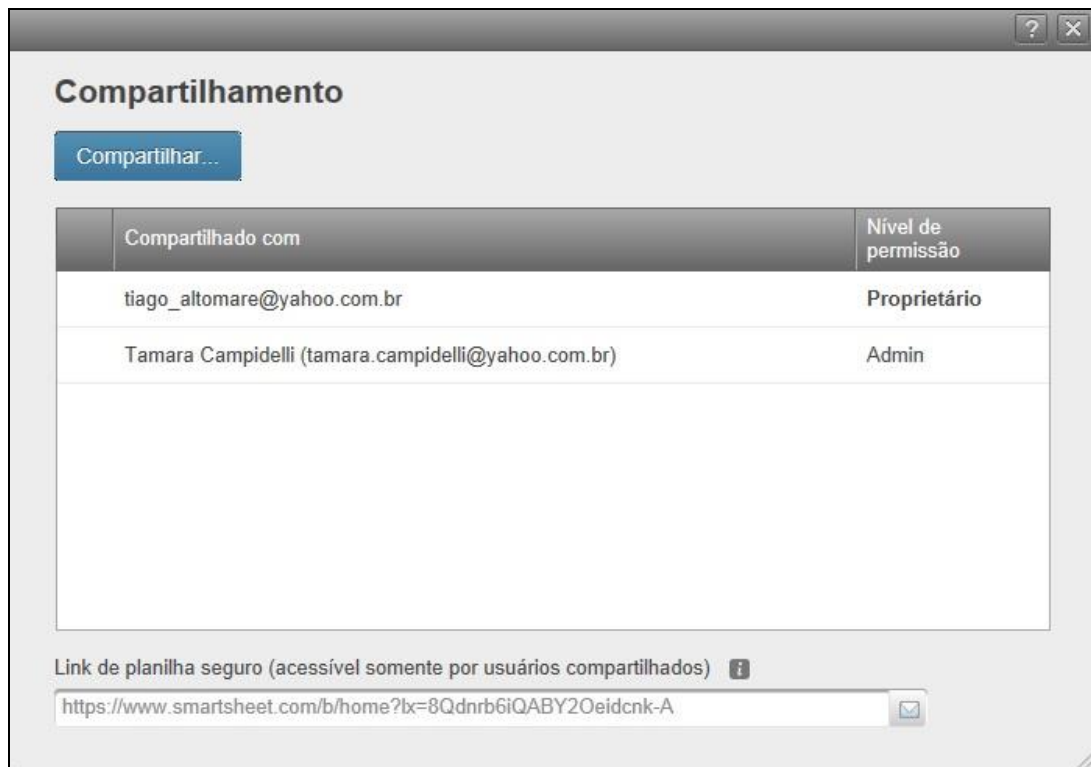 ? X
Compartilhamento
Compartilhar...
Compartilhado com
Nível de
permissão
tiago_altomare@yahoo.com.br Proprietário
Tamara Campidelli (tamara.campidelli@yahoo.com.br) Admin
Link de planilha seguro (acessível somente por usuários compartilhados) i
https://www.smartsheet.com/b/home?lx=8Qdnrb6iQABY2Oeidcnk-A